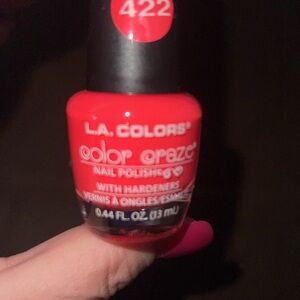 422
L.A. COLORS®
color craze®
NAIL POLISH
WITH HARDENERS
VERNIS À ONGLES/ESMALTE
0.44 FL. OZ. (13 mL)